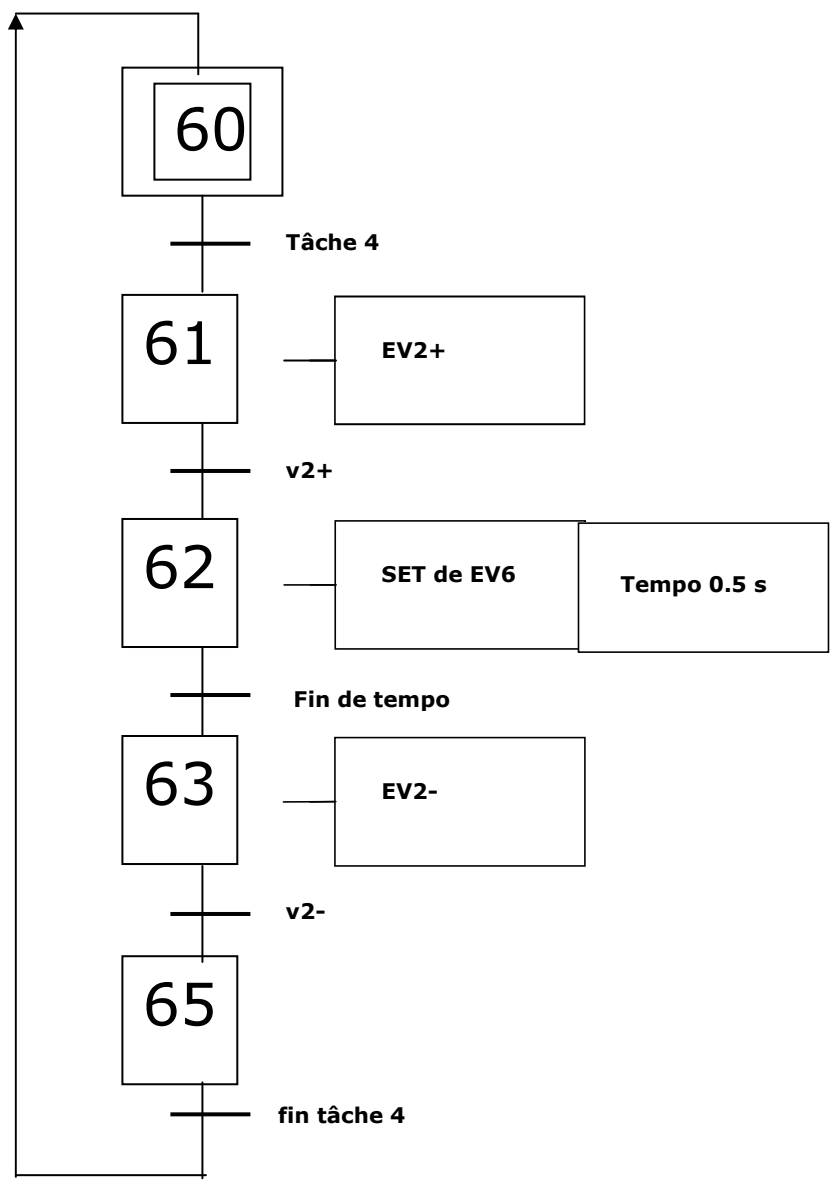 60
Tâche 4
61
EV2+
v2+
62
SET de EV6
Tempo 0.5 s
Fin de tempo
63
EV2-
v2-
65
fin tâche 4